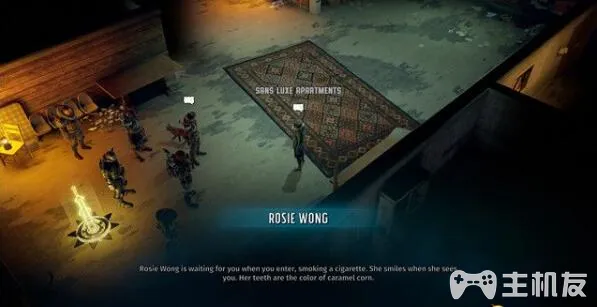 SANS LUXE APARTMENTS
ROSIE WONG
Rosie Wong is waiting for you when you enter, smoking a cigarette. She smiles when she sees
you. Her teeth are the color of caramel corn.
主机友